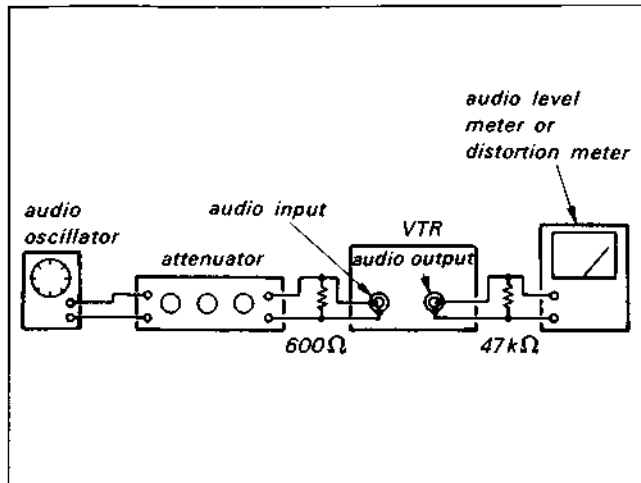 audio level
meter or
distortion meter
audio
oscillator
attenuator
audio input
VTR
audio output
600Ω
47kΩ